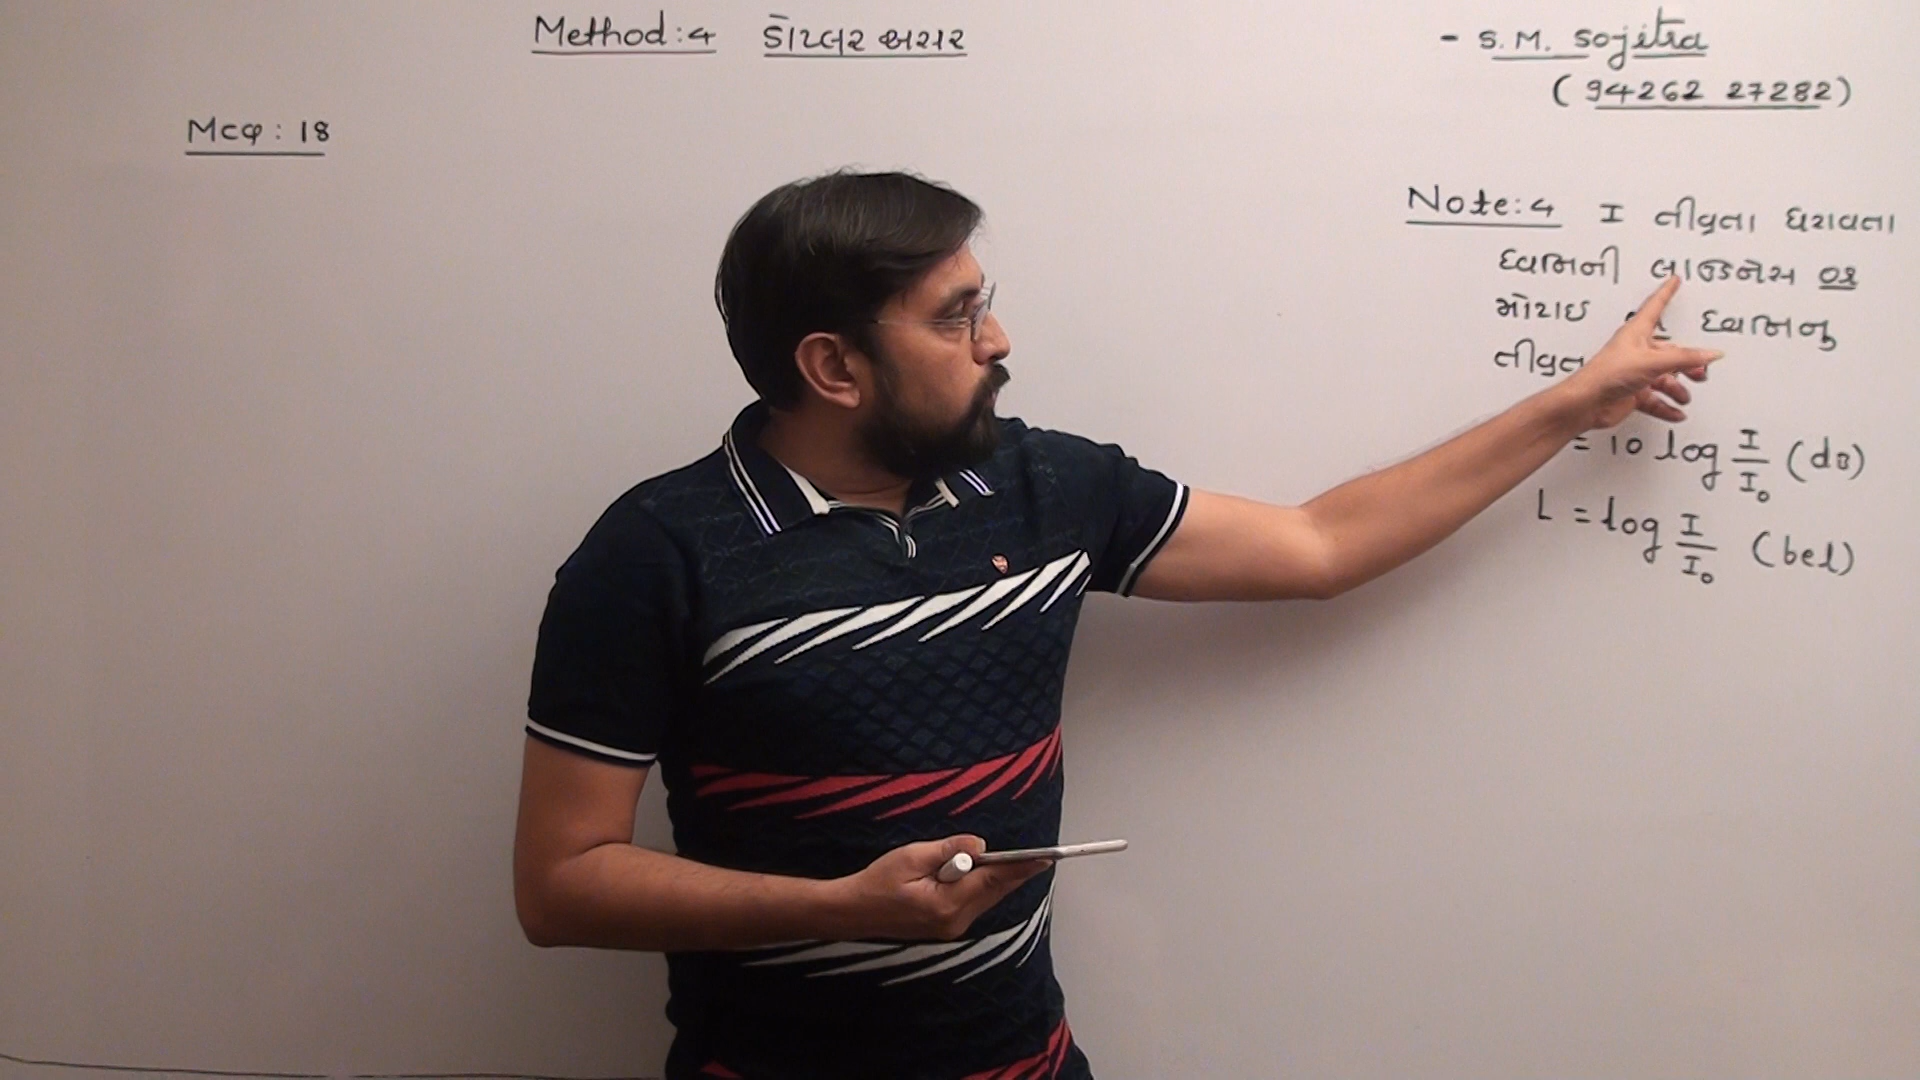 Method:4 ડોપ્લર અસર
- S.M. Sojitra
(94262 27282)
Mcq: 18
Note:4 I તીવ્રતા ધરાવતા
ધ્વનિની લાઉડનેસ or
મોટાઇ ધ્વનિનુ
= 10 log I/I₀ (dB)
L = log I/I₀ (bel)